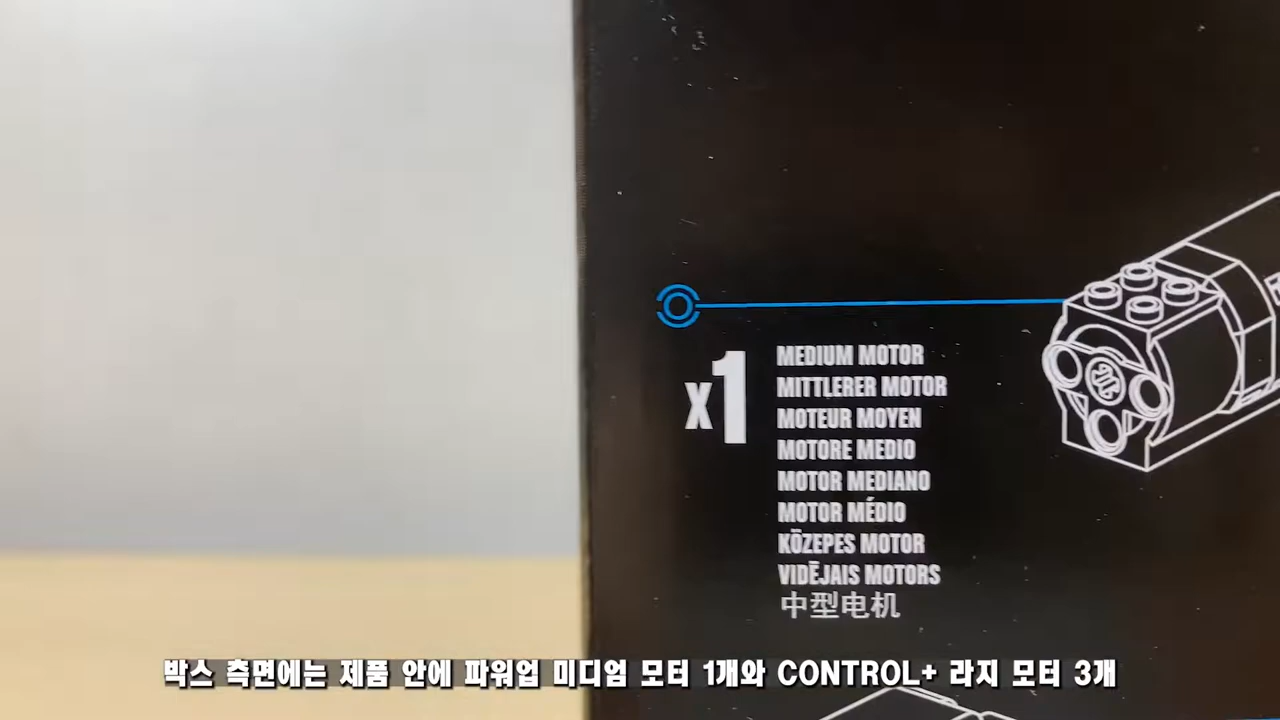 x1
MEDIUM MOTOR
MITTLERER MOTOR
MOTEUR MOYEN
MOTORE MEDIO
MOTOR MEDIANO
MOTOR MÉDIO
KÖZEPES MOTOR
VIDĒJAIS MOTORS
中型电机
박스 측면에는 제품 안에 파워업 미디엄 모터 1개와 CONTROL+ 라지 모터 3개